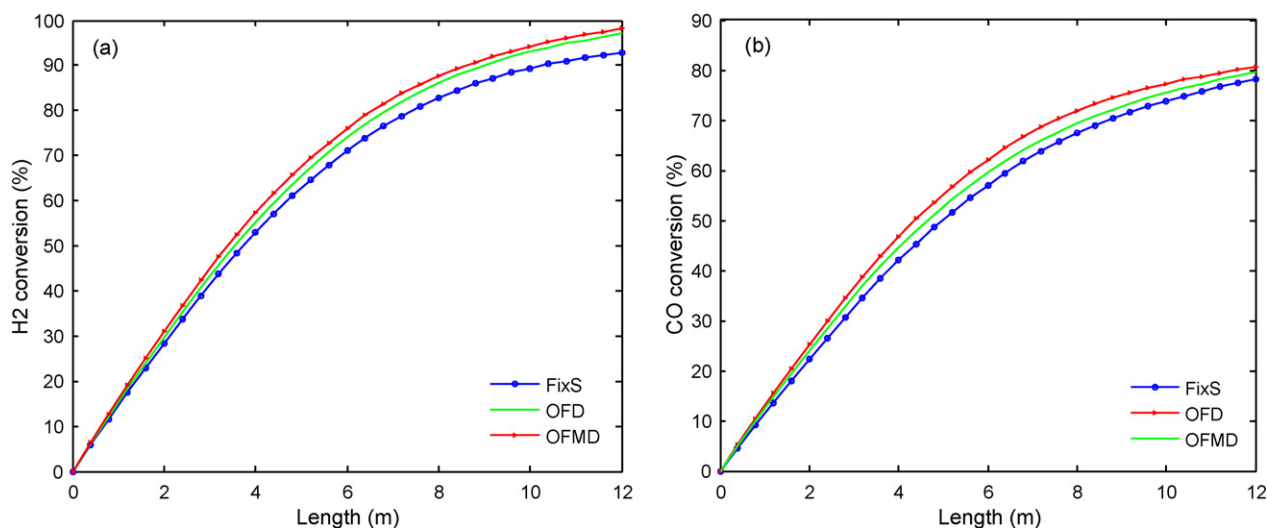 (a)
H2 conversion (%)
100
90
80
70
60
50
40
30
20
10
0
0 2 4 6 8 10 12
Length (m)
FixS
OFD
OFMD
(b)
CO conversion (%)
90
80
70
60
50
40
30
20
10
0
0 2 4 6 8 10 12
Length (m)
FixS
OFD
OFMD